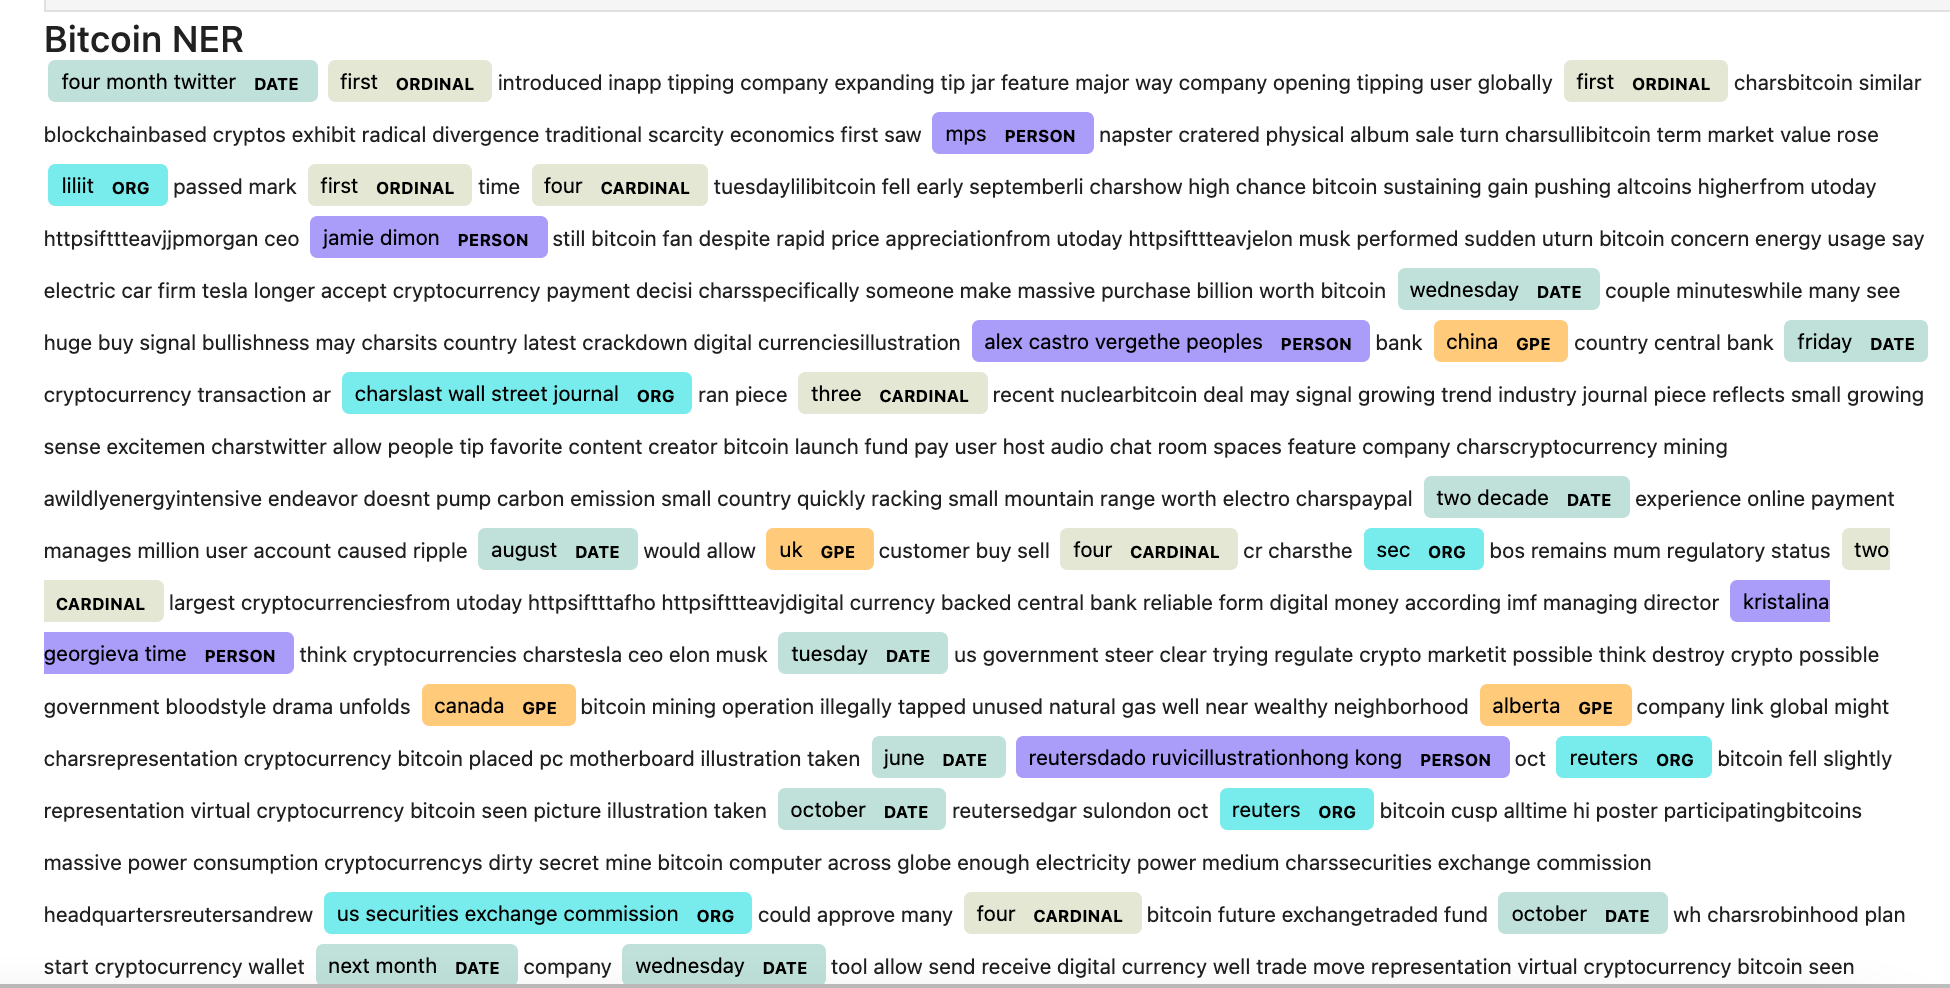 Bitcoin NER
four month twitter DATE first ORDINAL introduced inapp tipping company expanding tip jar feature major way company opening tipping user globally first ORDINAL charsbitcoin similar
blockchainbased cryptos exhibit radical divergence traditional scarcity economics first saw mps PERSON napster cratered physical album sale turn charsullibitcoin term market value rose
liliit ORG passed mark first ORDINAL time four CARDINAL tuesdaylilibitcoin fell early septemberli charshow high chance bitcoin sustaining gain pushing altcoins higherfrom utoday
httpsifttteavjjpmorgan ceo jamie dimon PERSON still bitcoin fan despite rapid price appreciationfrom utoday httpsifttteavjelon musk performed sudden uturn bitcoin concern energy usage say
electric car firm tesla longer accept cryptocurrency payment decisi charsspecifically someone make massive purchase billion worth bitcoin wednesday DATE couple minuteswhile many see
huge buy signal bullishness may charsits country latest crackdown digital currenciesillustration alex castro vergethe peoples PERSON bank china GPE country central bank friday DATE
cryptocurrency transaction ar charslast wall street journal ORG ran piece three CARDINAL recent nuclearbitcoin deal may signal growing trend industry journal piece reflects small growing
sense excitemen charstwitter allow people tip favorite content creator bitcoin launch fund pay user host audio chat room spaces feature company charscryptocurrency mining
awildlyenergyintensive endeavor doesnt pump carbon emission small country quickly racking small mountain range worth electro charspaypal two decade DATE experience online payment
manages million user account caused ripple august DATE would allow uk GPE customer buy sell four CARDINAL cr charsthe sec ORG bos remains mum regulatory status two
CARDINAL largest cryptocurrenciesfrom utoday httpsiftttafho httpsifttteavjdigital currency backed central bank reliable form digital money according imf managing director kristalina
georgieva time PERSON think cryptocurrencies charstesla ceo elon musk tuesday DATE us government steer clear trying regulate crypto marketit possible think destroy crypto possible
government bloodstyle drama unfolds canada GPE bitcoin mining operation illegally tapped unused natural gas well near wealthy neighborhood alberta GPE company link global might
charsrepresentation cryptocurrency bitcoin placed pc motherboard illustration taken june DATE reutersdado ruvicillustrationhong kong PERSON oct reuters ORG bitcoin fell slightly
representation virtual cryptocurrency bitcoin seen picture illustration taken october DATE reutersedgar sulondon oct reuters ORG bitcoin cusp alltime hi poster participatingbitcoins
massive power consumption cryptocurrencys dirty secret mine bitcoin computer across globe enough electricity power medium charssecurities exchange commission
headquartersreutersandrew us securities exchange commission ORG could approve many four CARDINAL bitcoin future exchangetraded fund october DATE wh charsrobinhood plan
start cryptocurrency wallet next month DATE company wednesday DATE tool allow send receive digital currency well trade move representation virtual cryptocurrency bitcoin seen